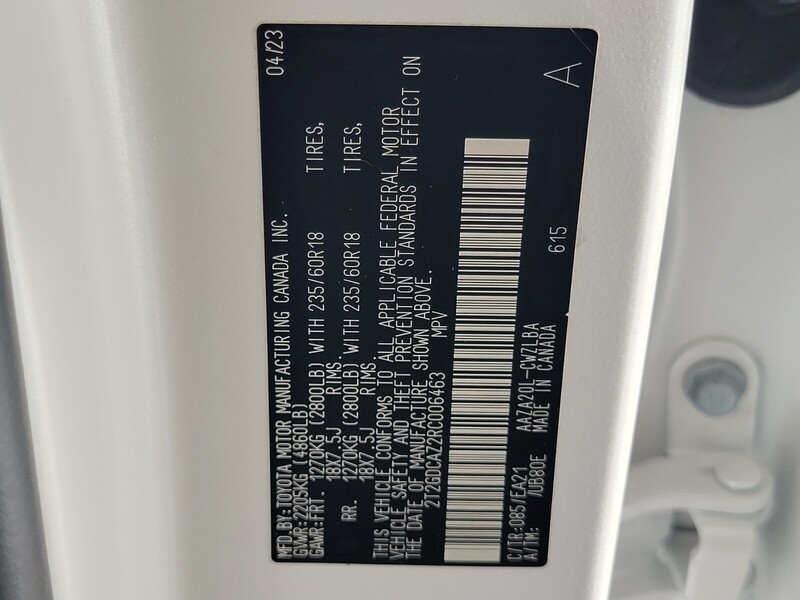 MFD.BY:TOYOTA MOTOR MANUFACTURING CANADA INC. 04/23
GVWR:2205KG (4860LB)
GAWR:FRT. 1270KG (2800LB) WITH 235/60R18 TIRES,
18X7.5J RIMS.
RR. 1270KG (2800LB) WITH 235/60R18 TIRES,
18X7.5J RIMS.
THIS VEHICLE CONFORMS TO ALL APPLICABLE FEDERAL MOTOR
VEHICLE SAFETY AND THEFT PREVENTION STANDARDS IN EFFECT ON
THE DATE OF MANUFACTURE SHOWN ABOVE.
2T2GDCAZ2RC006463 MPV
C/TR:085/EA21 AAZA20L-CWZLBA 615 A
A/TM: /UB80E MADE IN CANADA